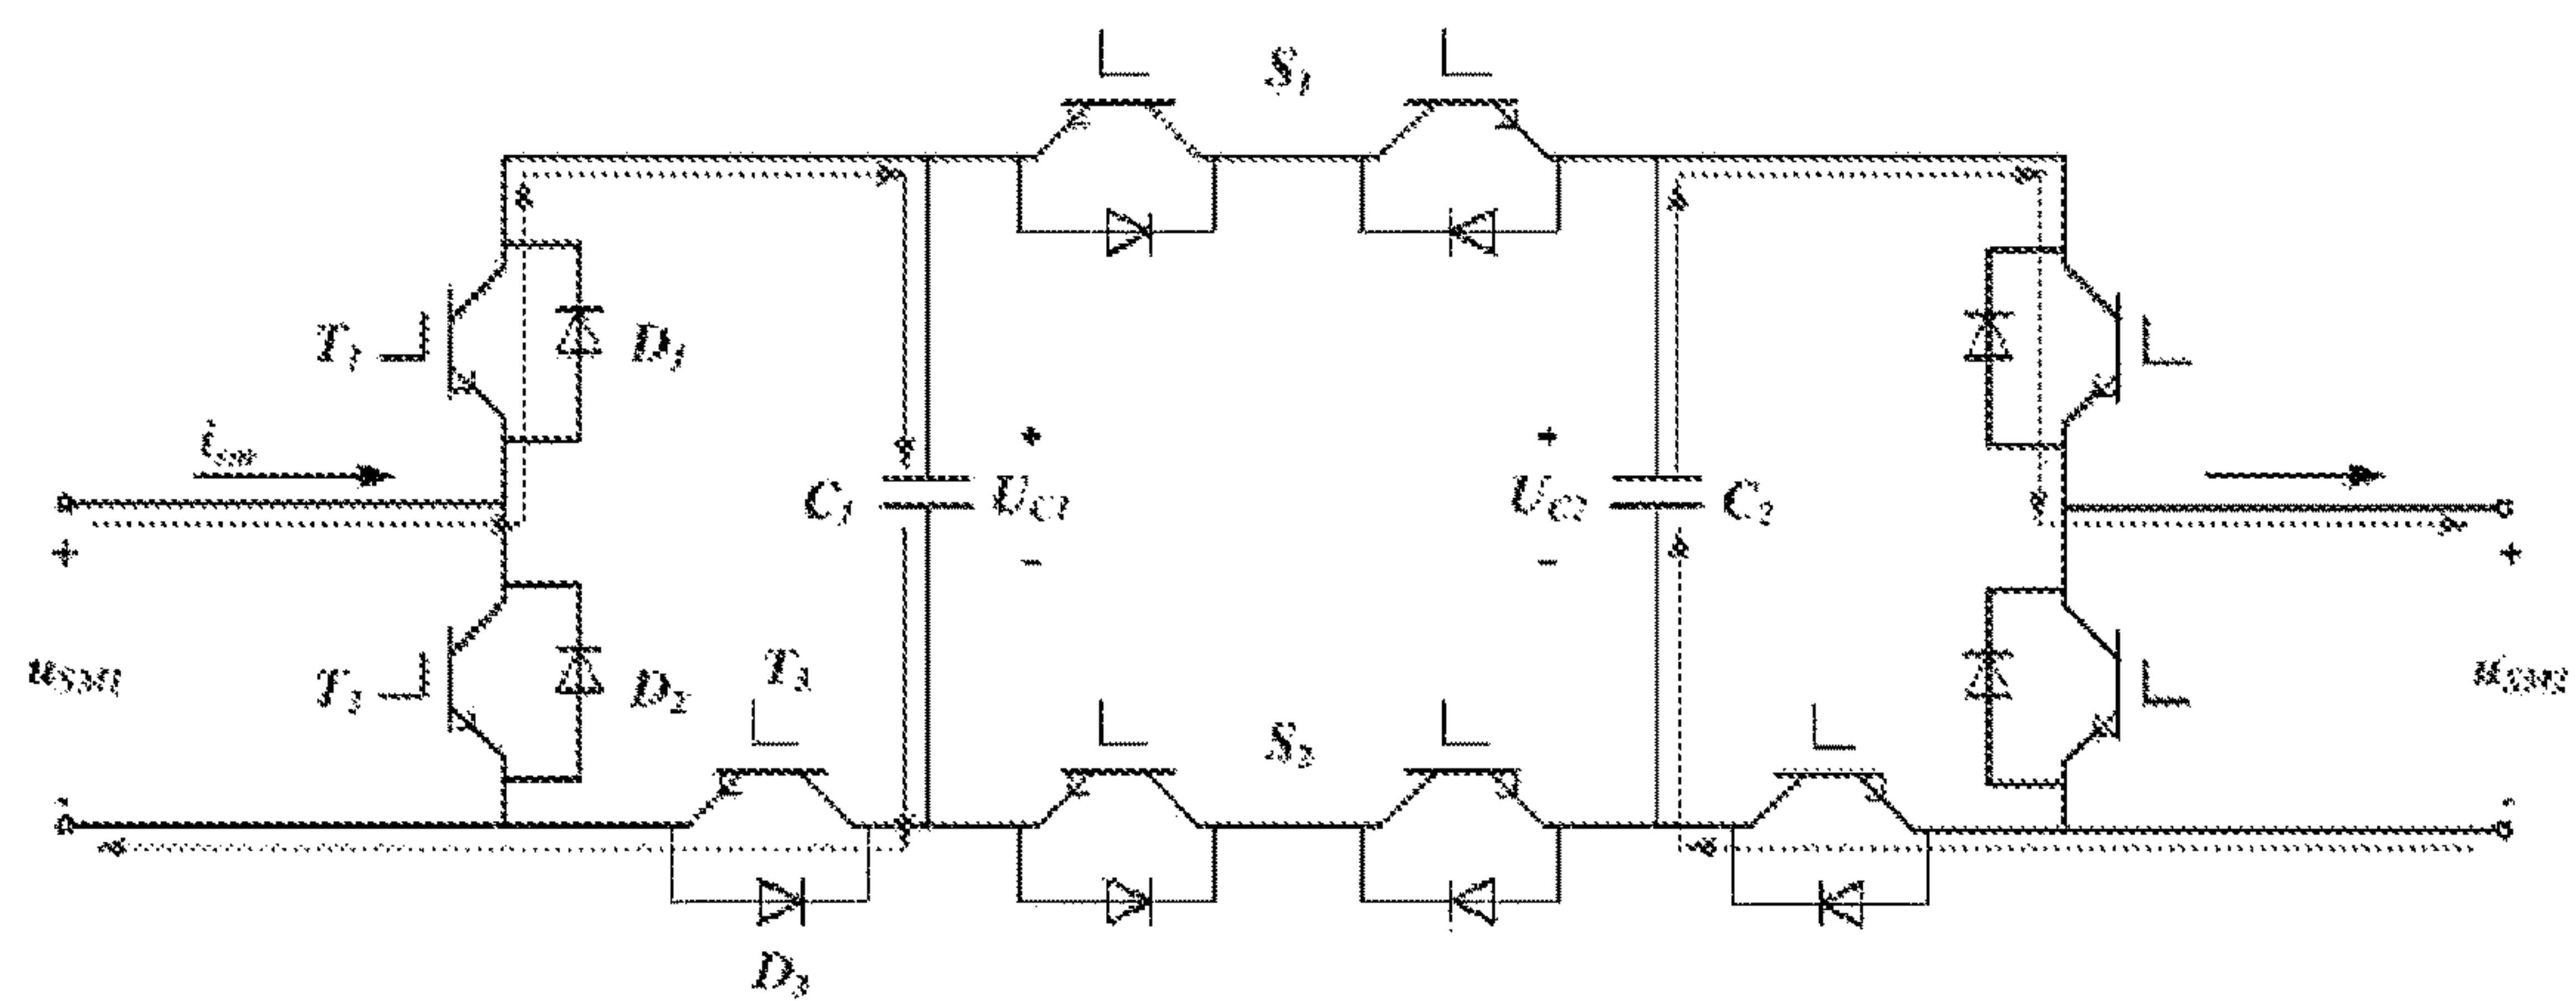 S1
T1
D1
ism
+
+
C1
UC1
UC2
C2
+
+
−
−
uSM1
T2
D2
T3
S2
uSM2
-
-
D3